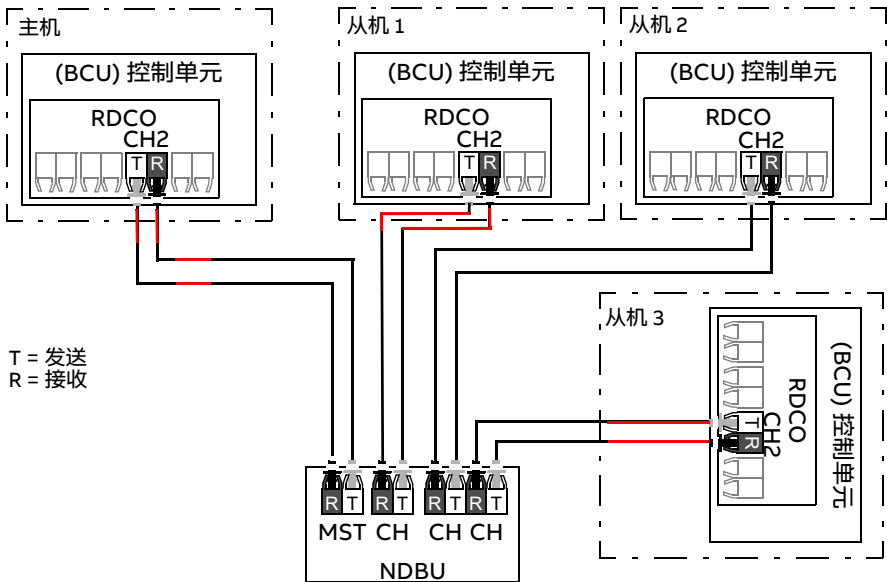 主机
(BCU) 控制单元
RDCO
CH2
T R
从机 1
(BCU) 控制单元
RDCO
CH2
T R
从机 2
(BCU) 控制单元
RDCO
CH2
T R
从机 3
(BCU) 控制单元
RDCO
CH2
T R
T = 发送
R = 接收
R T R T R T R T
MST CH CH CH
NDBU